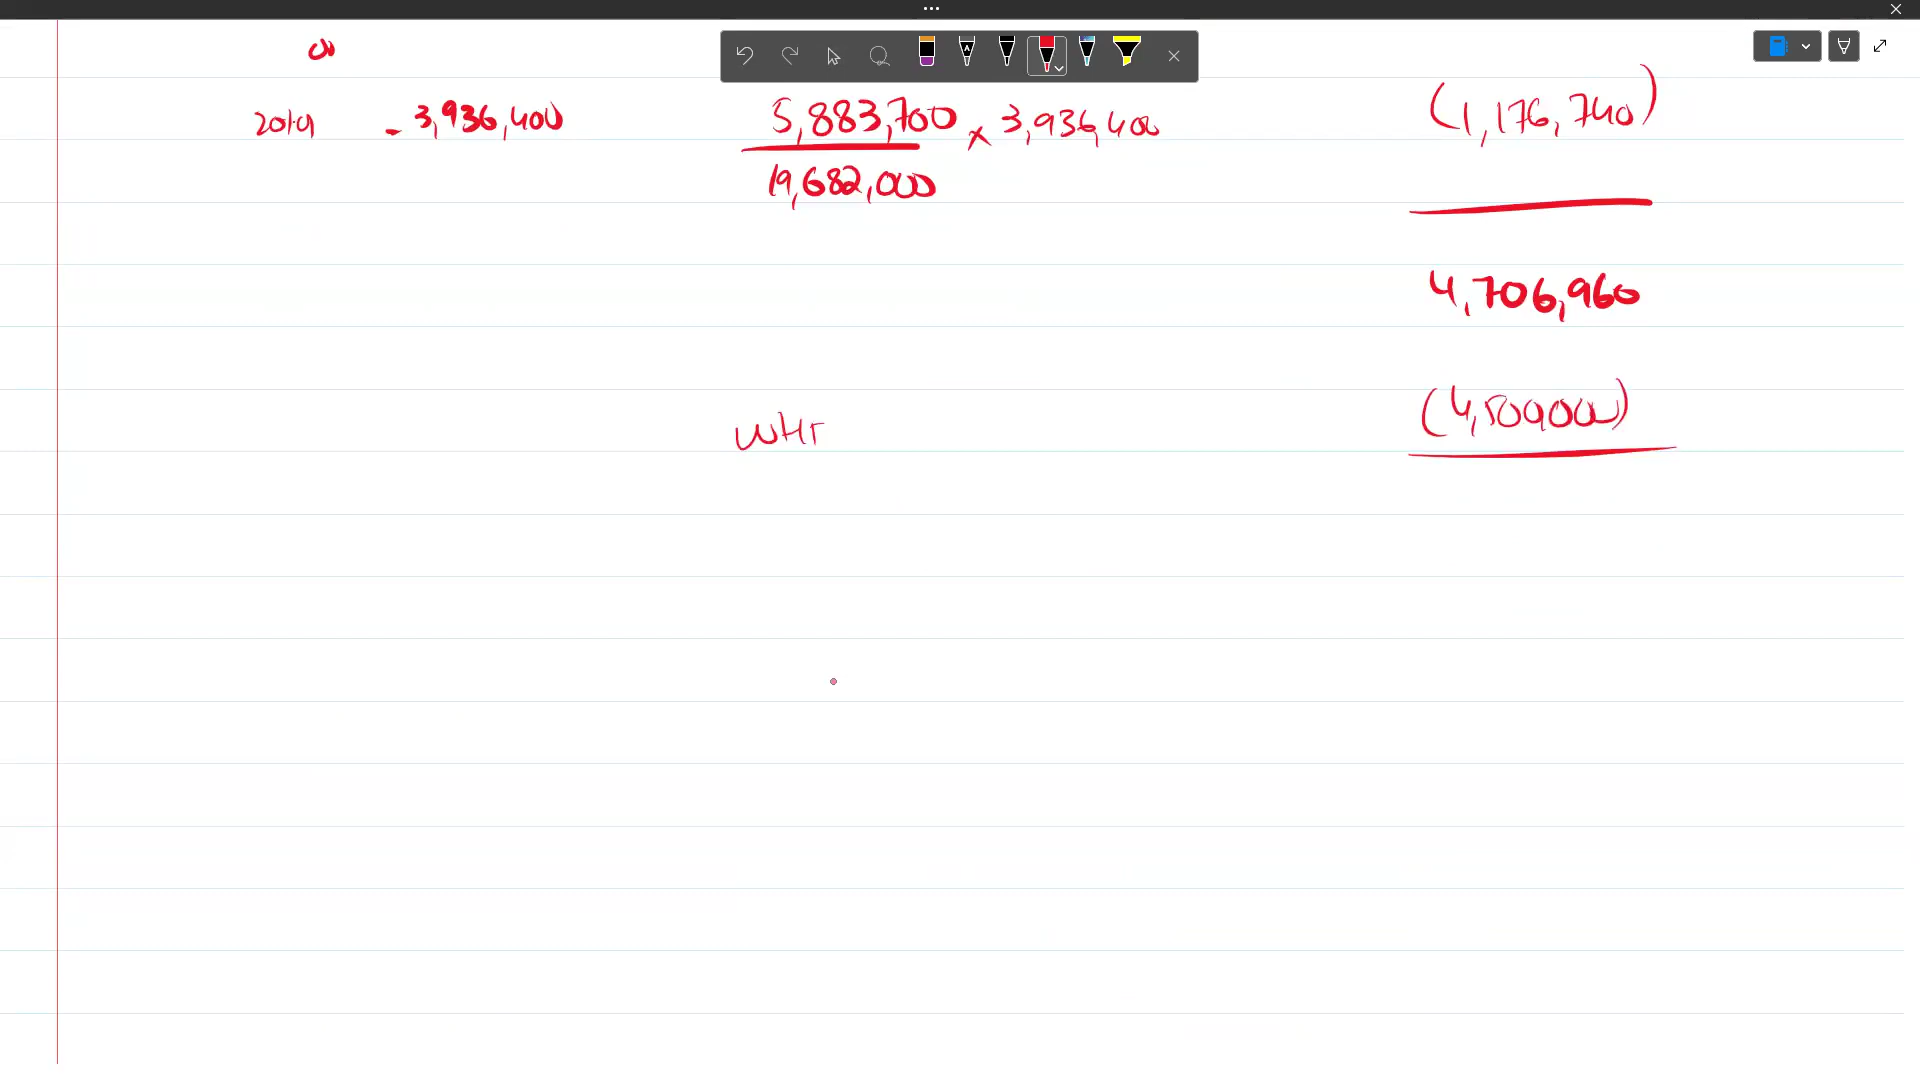 2019 - 3,936,400 5,883,700 x 3,936,400 (1,176,740)
19,682,000
4,706,960
WHT (4,500,000)